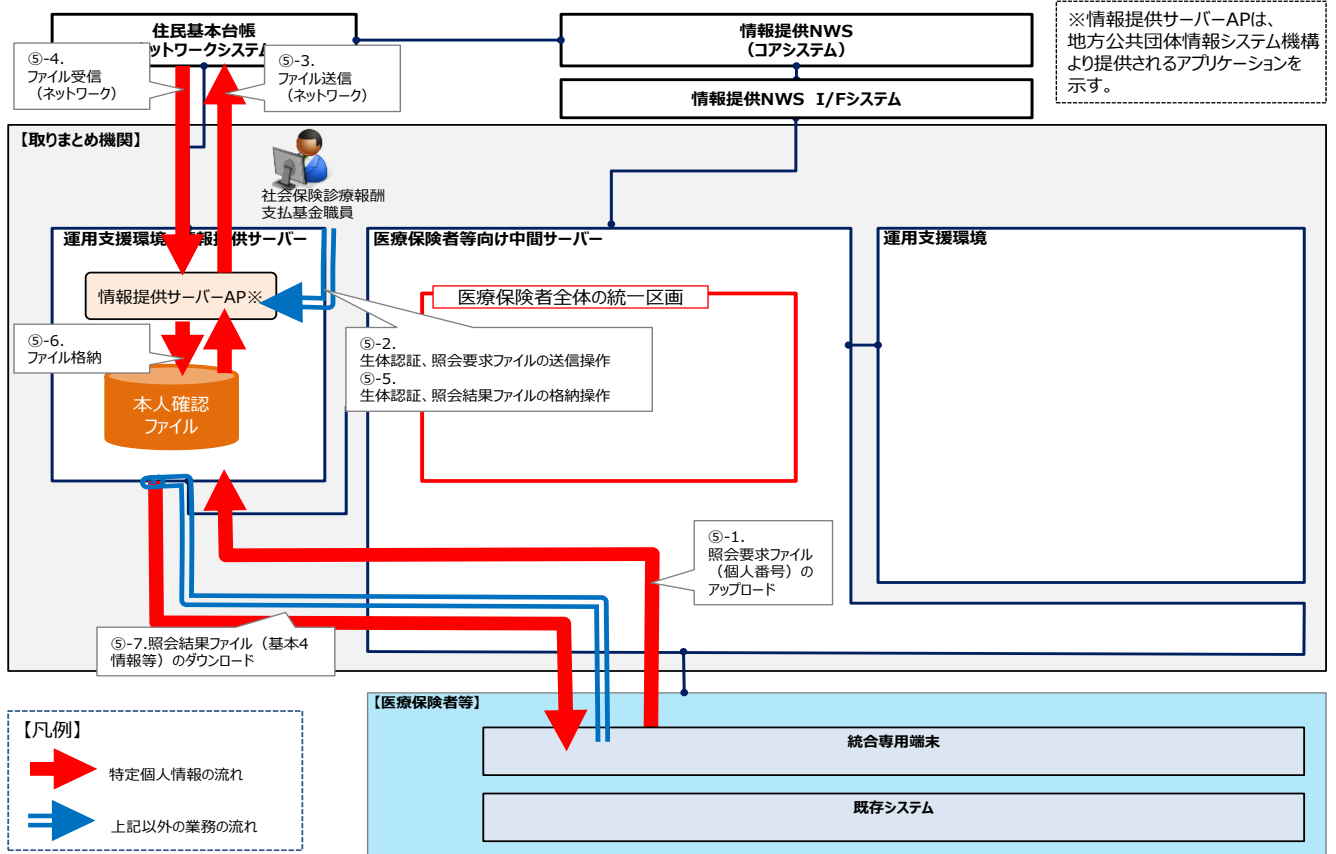 住民基本台帳
ットワークシステム
情報提供NWS
（コアシステム）
※情報提供サーバーAPは、
地方公共団体情報システム機構
より提供されるアプリケーションを
示す。
⑤-4.
ファイル受信
（ネットワーク）
⑤-3.
ファイル送信
（ネットワーク）
情報提供NWS I/Fシステム
【取りまとめ機関】
社会保険診療報酬
支払基金職員
運用支援環境 情報提供サーバー
医療保険者等向け中間サーバー
運用支援環境
情報提供サーバーAP※
医療保険者全体の統一区画
⑤-6.
ファイル格納
⑤-2.
生体認証、照会要求ファイルの送信操作
⑤-5.
生体認証、照会結果ファイルの格納操作
本人確認
ファイル
⑤-1.
照会要求ファイル
（個人番号）の
アップロード
⑤-7.照会結果ファイル（基本4
情報等）のダウンロード
【医療保険者等】
統合専用端末
既存システム
【凡例】
特定個人情報の流れ
上記以外の業務の流れ